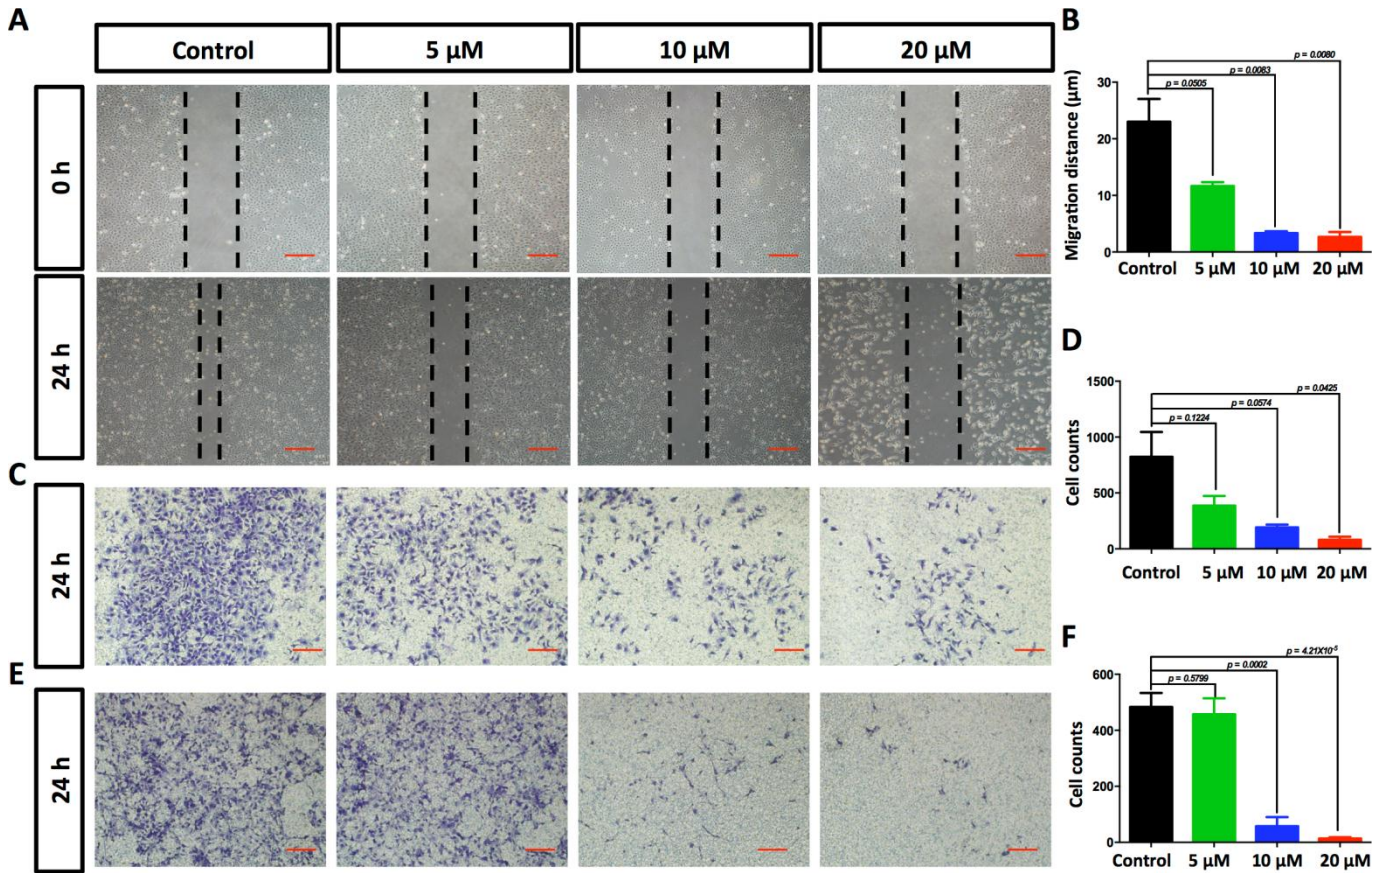 A
Control
5 µM
10 µM
20 µM
0 h
24 h
B
p = 0.0080
p = 0.0083
p = 0.0505
30
20
10
0
Migration distance (µm)
Control
5 µM
10 µM
20 µM
C
24 h
D
p = 0.0425
p = 0.0574
p = 0.1224
1500
1000
500
0
Cell counts
Control
5 µM
10 µM
20 µM
E
24 h
F
p = 4.21X10⁻⁵
p = 0.0002
p = 0.5799
600
400
200
0
Cell counts
Control
5 µM
10 µM
20 µM